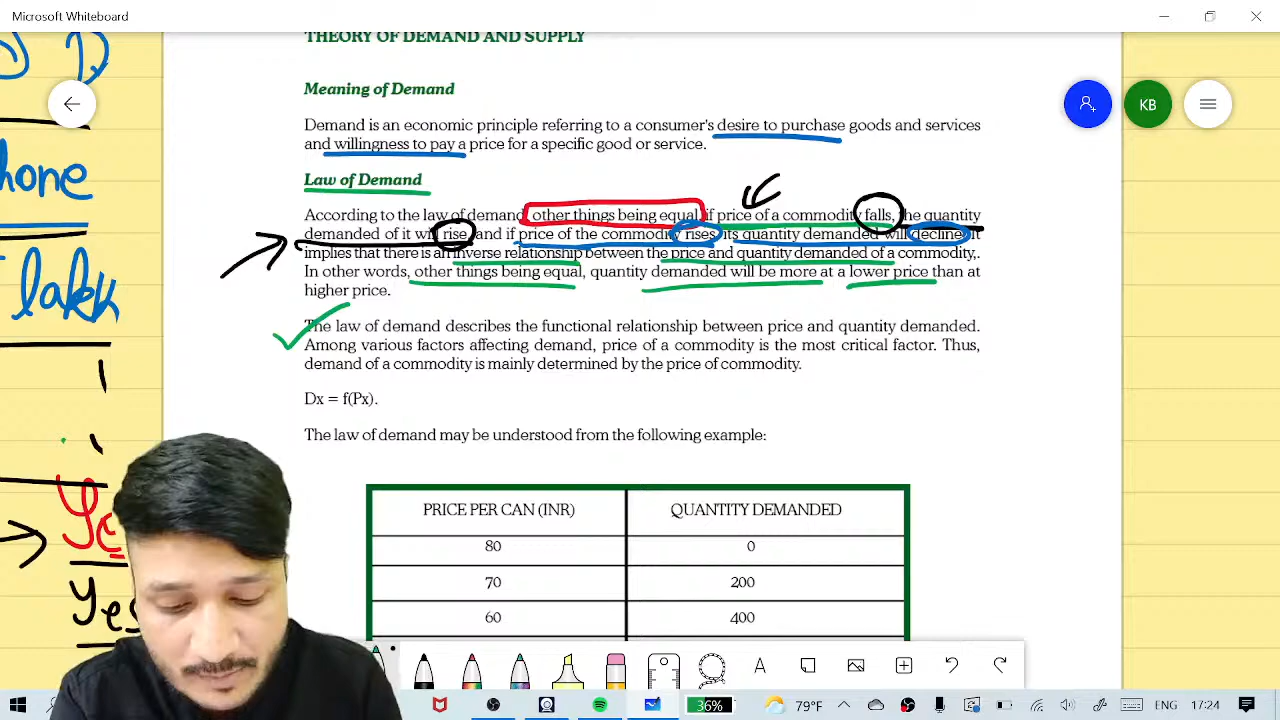 Microsoft Whiteboard
THEORY OF DEMAND AND SUPPLY
Meaning of Demand
Demand is an economic principle referring to a consumer's desire to purchase goods and services
and willingness to pay a price for a specific good or service.
KB
Law of Demand
hone
According to the law of demand other things being equal if price of a commodity falls, the quantity
demanded of it will rise and if price of the commodity rises its quantity demanded will decline It
implies that there is an inverse relationship between the price and quantity demanded of a commodity,.
In other words, other things being equal, quantity demanded will be more at a lower price than at
higher price.
lakh
The law of demand describes the functional relationship between price and quantity demanded.
Among various factors affecting demand, price of a commodity is the most critical factor. Thus,
demand of a commodity is mainly determined by the price of commodity.
Dx = f(Px).
The law of demand may be understood from the following example:
PRICE PER CAN (INR) QUANTITY DEMANDED
80 0
70 200
60 400
Yes
A
36%
79°F
ENG
17:24